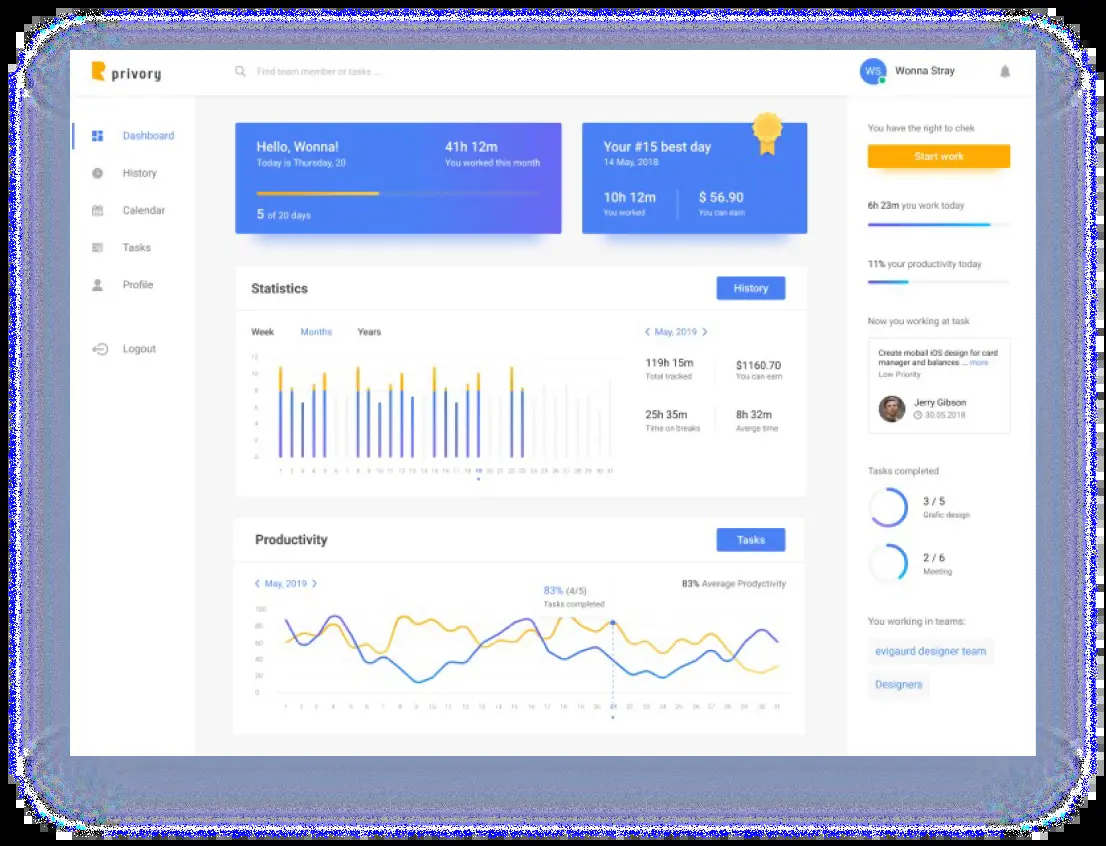 privory
Find team member or tasks ...
WS
Wonna Stray
Dashboard
History
Calendar
Tasks
Profile
Logout
Hello, Wonna!
Today is Thursday, 20
41h 12m
You worked this month
5 of 20 days
Your #15 best day
14 May, 2018
10h 12m
You worked
$ 56.90
You can earn
Statistics
History
Week Months Years
May, 2019
12
10
8
6
4
2
0
1 2 3 4 5 6 7 8 9 10 11 12 13 14 15 16 17 18 19 20 21 22 23 24 25 26 27 28 29 30 31
119h 15m
Total tracked
$1160.70
You can earn
25h 35m
Time on breaks
8h 32m
Averge time
Productivity
Tasks
May, 2019
83% (4/5)
Tasks completed
83% Average Prodyctivity
100
80
60
40
20
0
1 2 3 4 5 6 7 8 9 10 11 12 13 14 15 16 17 18 19 20 21 22 23 24 25 26 27 28 29 30 31
You have the right to chek
Start work
6h 23m you work today
11% your productivity today
Now you working at task
Create moball iOS design for card
manager and balances ... more
Low Priority
Jerry Gibson
30.05.2018
Tasks completed
3 / 5
Grafic design
2 / 6
Meeting
You working in teams:
evigaurd designer team
Designers